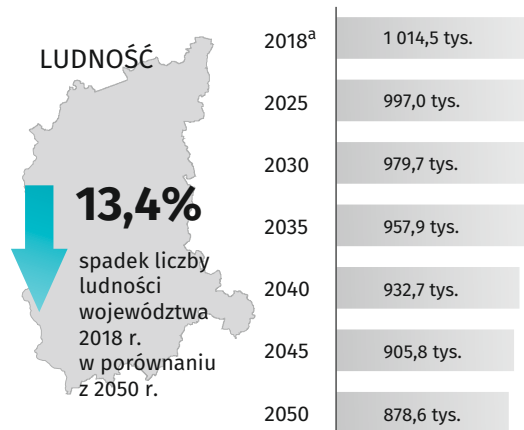 LUDNOŚĆ
13,4%
spadek liczby
ludności
województwa
2018 r.
w porównaniu
z 2050 r.
2018ᵃ 1 014,5 tys.
2025 997,0 tys.
2030 979,7 tys.
2035 957,9 tys.
2040 932,7 tys.
2045 905,8 tys.
2050 878,6 tys.